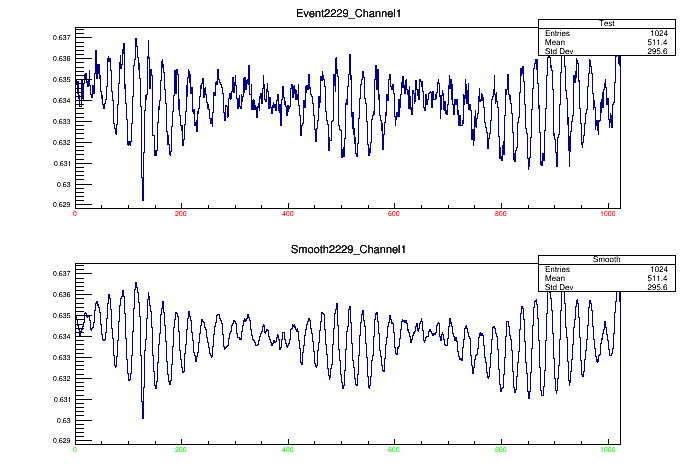 Event2229_Channel1
Test
Entries 1024
Mean 511.4
Std Dev 295.6
0.637
0.636
0.635
0.634
0.633
0.632
0.631
0.63
0.629
0 200 400 600 800 1000
Smooth2229_Channel1
Smooth
Entries 1024
Mean 511.4
Std Dev 295.6
0.637
0.636
0.635
0.634
0.633
0.632
0.631
0.63
0.629
0 200 400 600 800 1000